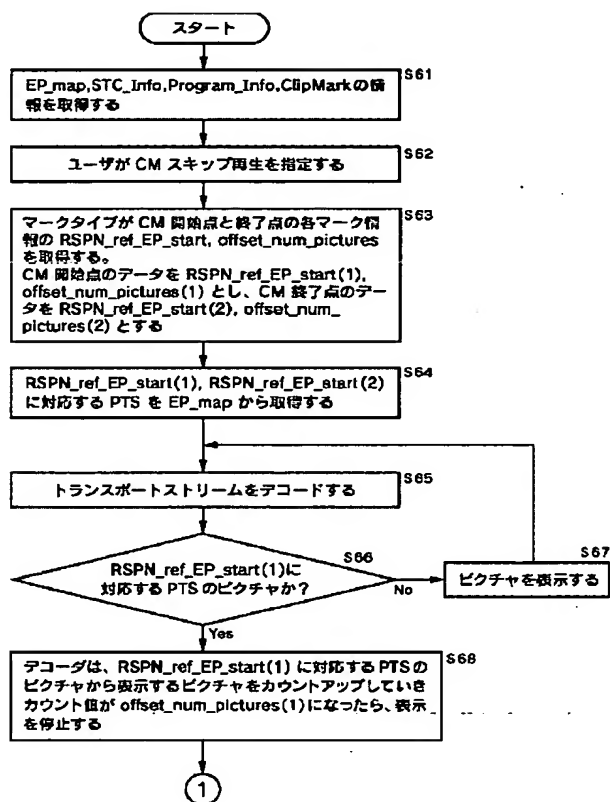 スタート
EP_map,STC_Info,Program_Info,ClipMarkの情
報を取得する
S61
ユーザが CM スキップ再生を指定する
S62
マークタイプが CM 開始点と終了点の各マーク情
報の RSPN_ref_EP_start, offset_num_pictures
を取得する。
CM 開始点のデータを RSPN_ref_EP_start(1),
offset_num_pictures(1) とし、CM 終了点のデー
タを RSPN_ref_EP_start(2), offset_num_
pictures(2) とする
S63
RSPN_ref_EP_start(1), RSPN_ref_EP_start(2)
に対応する PTS を EP_map から取得する
S64
トランスポートストリームをデコードする
S65
RSPN_ref_EP_start(1)に
対応する PTS のピクチャか？
S66
No
ピクチャを表示する
S67
Yes
デコーダは、RSPN_ref_EP_start(1) に対応する PTS の
ピクチャから表示するピクチャをカウントアップしていき
カウント値が offset_num_pictures(1)になったら、表示
を停止する
S68
1